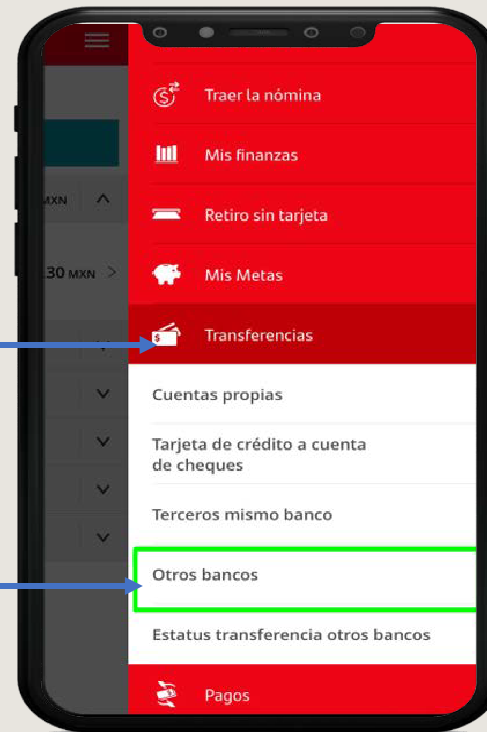 Traer la nómina
Mis finanzas
MXN
Retiro sin tarjeta
.30 MXN
Mis Metas
Transferencias
Cuentas propias
Tarjeta de crédito a cuenta
de cheques
Terceros mismo banco
Otros bancos
Estatus transferencia otros bancos
Pagos